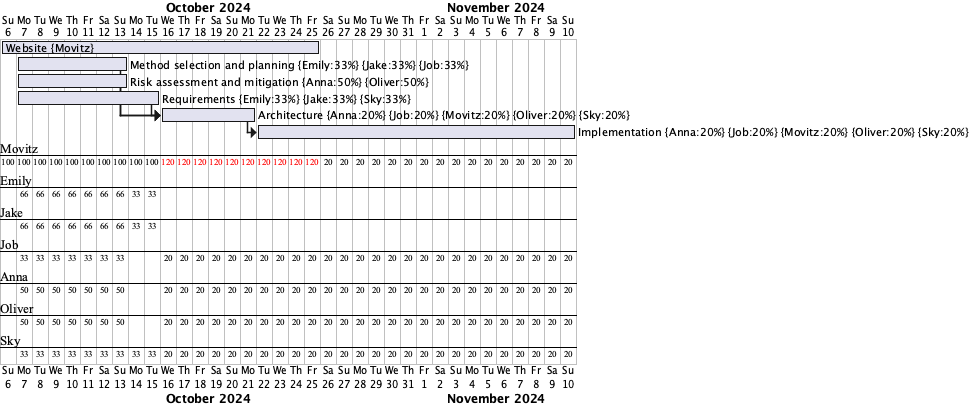 October 2024 November 2024
Su Mo Tu We Th Fr Sa Su Mo Tu We Th Fr Sa Su Mo Tu We Th Fr Sa Su Mo Tu We Th Fr Sa Su Mo Tu We Th Fr Sa Su
6 7 8 9 10 11 12 13 14 15 16 17 18 19 20 21 22 23 24 25 26 27 28 29 30 31 1 2 3 4 5 6 7 8 9 10
Website {Movitz}
Method selection and planning {Emily:33%} {Jake:33%} {Job:33%}
Risk assessment and mitigation {Anna:50%} {Oliver:50%}
Requirements {Emily:33%} {Jake:33%} {Sky:33%}
Architecture {Anna:20%} {Job:20%} {Movitz:20%} {Oliver:20%} {Sky:20%}
Implementation {Anna:20%} {Job:20%} {Movitz:20%} {Oliver:20%} {Sky:20%}
Movitz
100 100 100 100 100 100 100 100 100 100 120 120 120 120 120 120 120 120 120 120 20 20 20 20 20 20 20 20 20 20 20 20 20 20 20 20
Emily
66 66 66 66 66 66 66 33 33
Jake
66 66 66 66 66 66 66 33 33
Job
33 33 33 33 33 33 33 20 20 20 20 20 20 20 20 20 20 20 20 20 20 20 20 20 20 20 20 20 20 20 20 20 20
Anna
50 50 50 50 50 50 50 20 20 20 20 20 20 20 20 20 20 20 20 20 20 20 20 20 20 20 20 20 20 20 20 20 20
Oliver
50 50 50 50 50 50 50 20 20 20 20 20 20 20 20 20 20 20 20 20 20 20 20 20 20 20 20 20 20 20 20 20 20
Sky
33 33 33 33 33 33 33 33 33 20 20 20 20 20 20 20 20 20 20 20 20 20 20 20 20 20 20 20 20 20 20 20 20 20 20
Su Mo Tu We Th Fr Sa Su Mo Tu We Th Fr Sa Su Mo Tu We Th Fr Sa Su Mo Tu We Th Fr Sa Su Mo Tu We Th Fr Sa Su
6 7 8 9 10 11 12 13 14 15 16 17 18 19 20 21 22 23 24 25 26 27 28 29 30 31 1 2 3 4 5 6 7 8 9 10
October 2024 November 2024